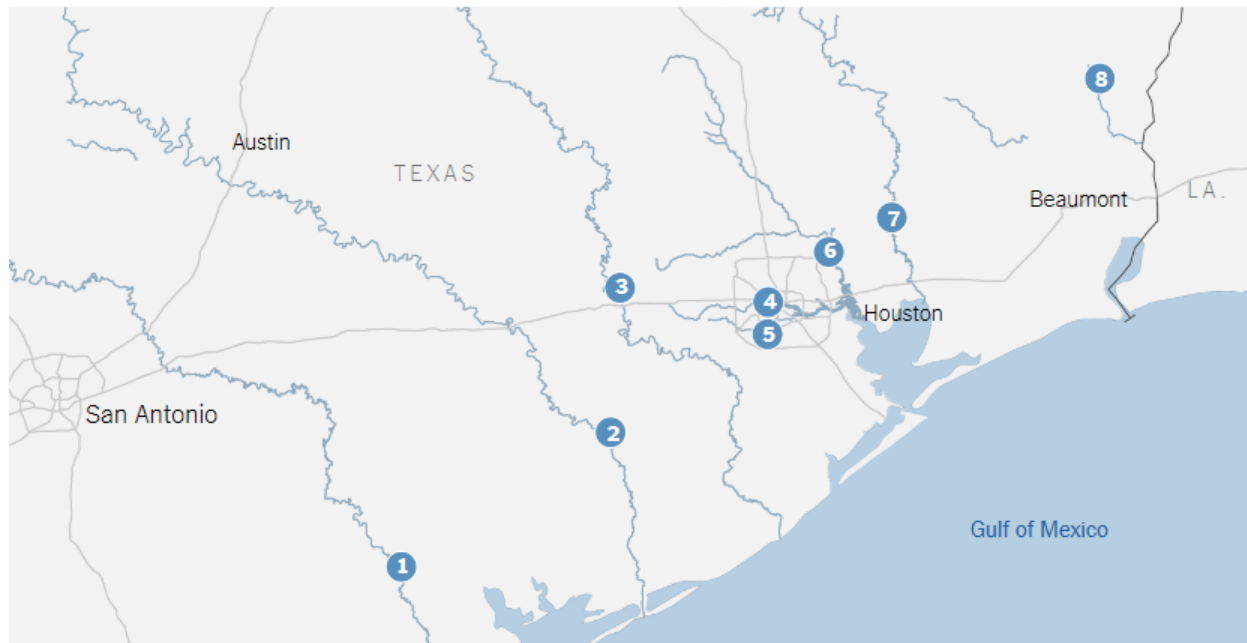 8
Austin
TEXAS
Beaumont
LA.
7
6
3
4
Houston
5
San Antonio
2
Gulf of Mexico
1